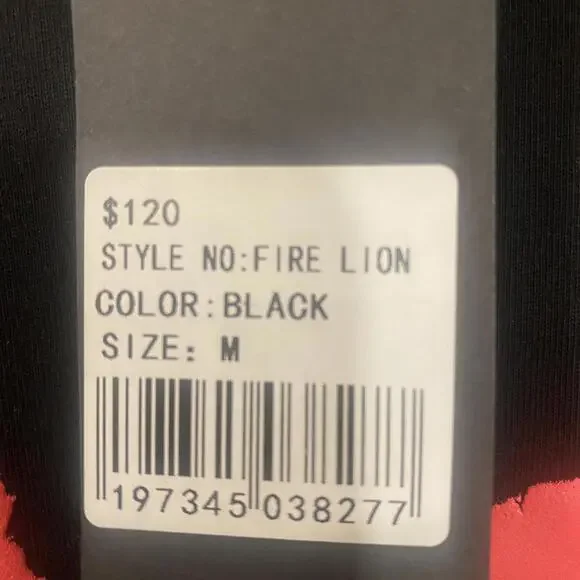 $120
STYLE NO:FIRE LION
COLOR:BLACK
SIZE: M
197345 038277